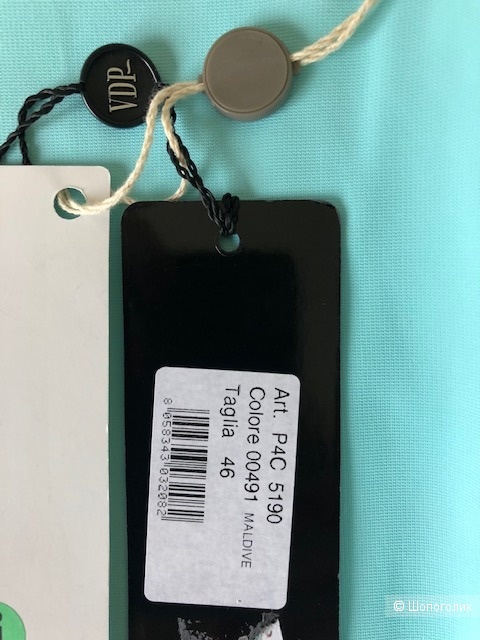 VDP
Art. P4C 5190
Colore 00491 MALDIVE
Taglia 46
8 058343 032082
© Шопоголик